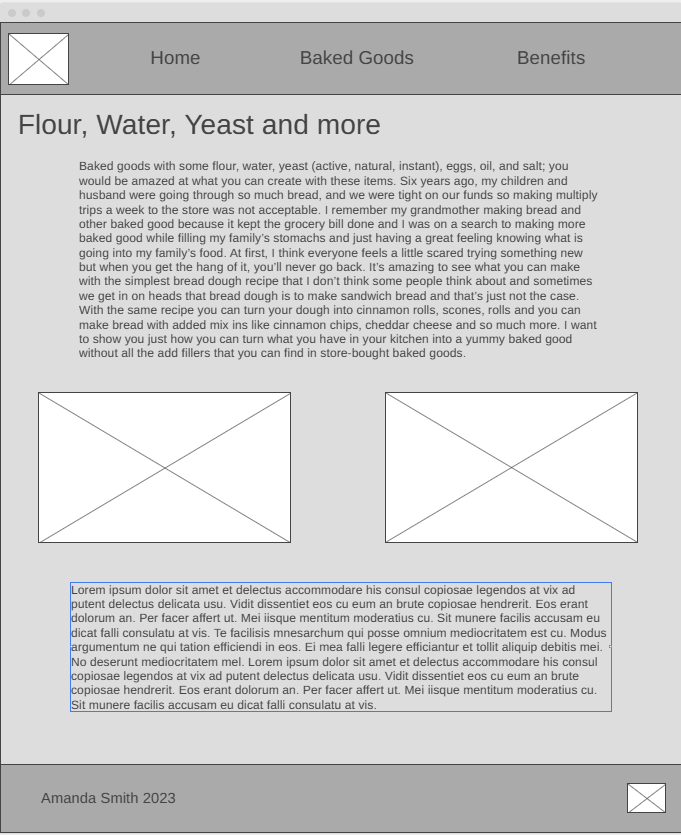 Home Baked Goods Benefits
Flour, Water, Yeast and more
Baked goods with some flour, water, yeast (active, natural, instant), eggs, oil, and salt; you
would be amazed at what you can create with these items. Six years ago, my children and
husband were going through so much bread, and we were tight on our funds so making multiply
trips a week to the store was not acceptable. I remember my grandmother making bread and
other baked good because it kept the grocery bill done and I was on a search to making more
baked good while filling my family’s stomachs and just having a great feeling knowing what is
going into my family’s food. At first, I think everyone feels a little scared trying something new
but when you get the hang of it, you’ll never go back. It’s amazing to see what you can make
with the simplest bread dough recipe that I don’t think some people think about and sometimes
we get in on heads that bread dough is to make sandwich bread and that’s just not the case.
With the same recipe you can turn your dough into cinnamon rolls, scones, rolls and you can
make bread with added mix ins like cinnamon chips, cheddar cheese and so much more. I want
to show you just how you can turn what you have in your kitchen into a yummy baked good
without all the add fillers that you can find in store-bought baked goods.
Lorem ipsum dolor sit amet et delectus accommodare his consul copiosae legendos at vix ad
putent delectus delicata usu. Vidit dissentiet eos cu eum an brute copiosae hendrerit. Eos erant
dolorum an. Per facer affert ut. Mei iisque mentitum moderatius cu. Sit munere facilis accusam eu
dicat falli consulatu at vis. Te facilisis mnesarchum qui posse omnium mediocritatem est cu. Modus
argumentum ne qui tation efficiendi in eos. Ei mea falli legere efficiantur et tollit aliquip debitis mei.
No deserunt mediocritatem mel. Lorem ipsum dolor sit amet et delectus accommodare his consul
copiosae legendos at vix ad putent delectus delicata usu. Vidit dissentiet eos cu eum an brute
copiosae hendrerit. Eos erant dolorum an. Per facer affert ut. Mei iisque mentitum moderatius cu.
Sit munere facilis accusam eu dicat falli consulatu at vis.
Amanda Smith 2023